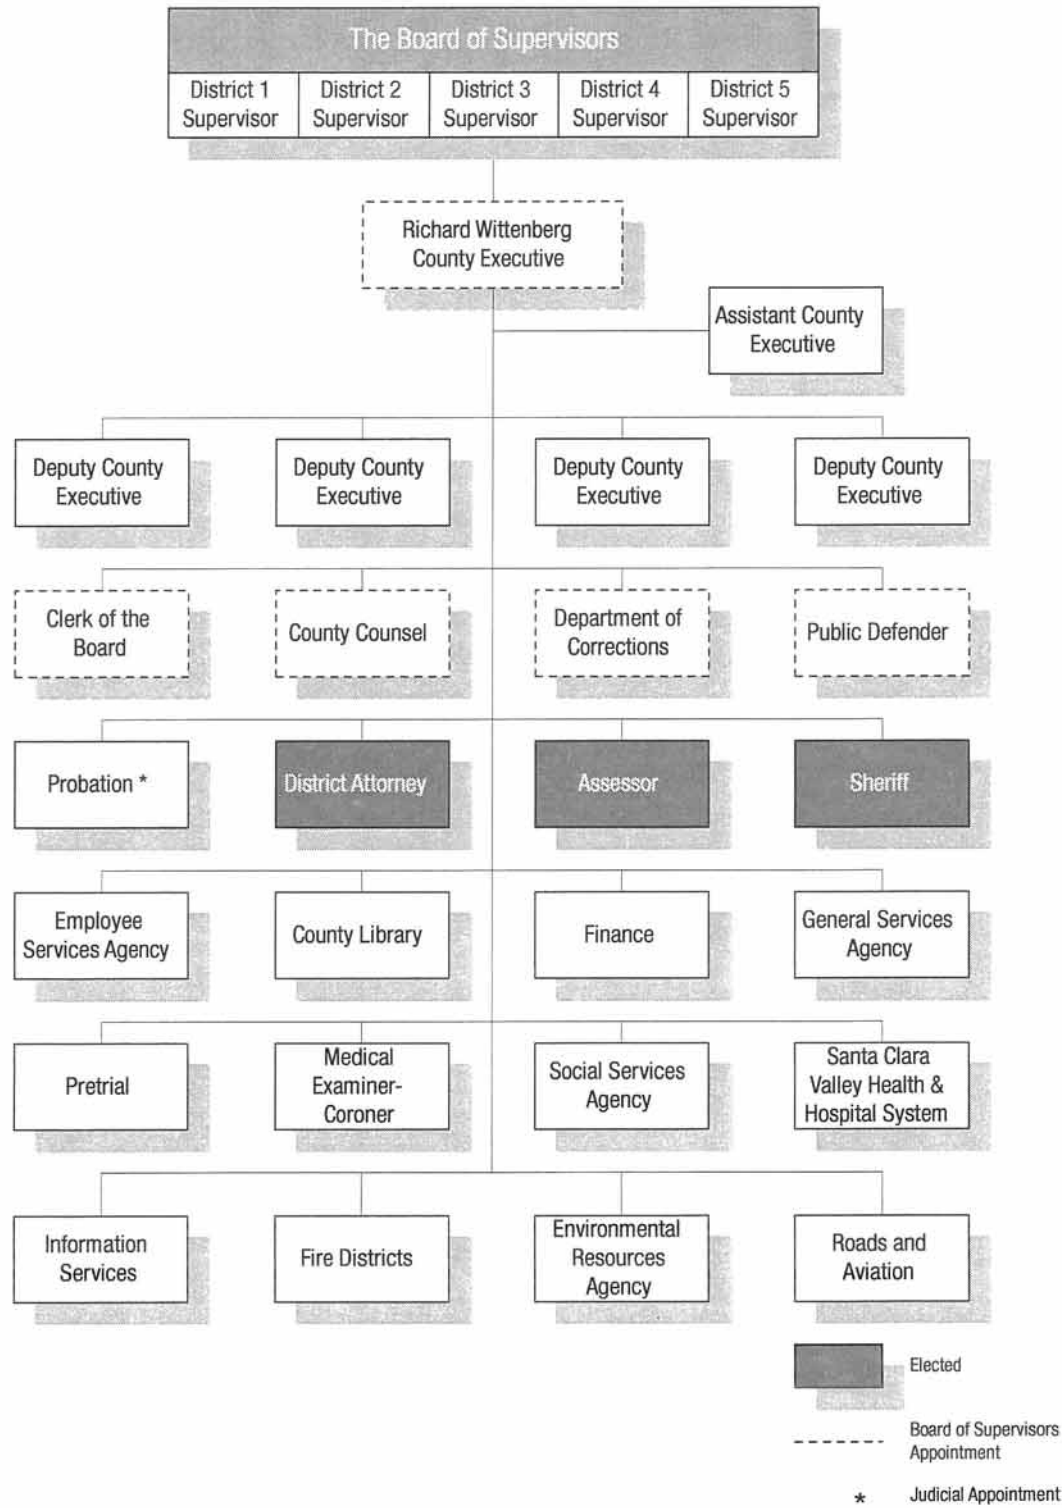 The Board of Supervisors
District 1
Supervisor
District 2
Supervisor
District 3
Supervisor
District 4
Supervisor
District 5
Supervisor
Richard Wittenberg
County Executive
Assistant County
Executive
Deputy County
Executive
Deputy County
Executive
Deputy County
Executive
Deputy County
Executive
Clerk of the
Board
County Counsel
Department of
Corrections
Public Defender
Probation *
District Attorney
Assessor
Sheriff
Employee
Services Agency
County Library
Finance
General Services
Agency
Pretrial
Medical
Examiner-
Coroner
Social Services
Agency
Santa Clara
Valley Health &
Hospital System
Information
Services
Fire Districts
Environmental
Resources
Agency
Roads and
Aviation
Elected
Board of Supervisors
Appointment
* Judicial Appointment